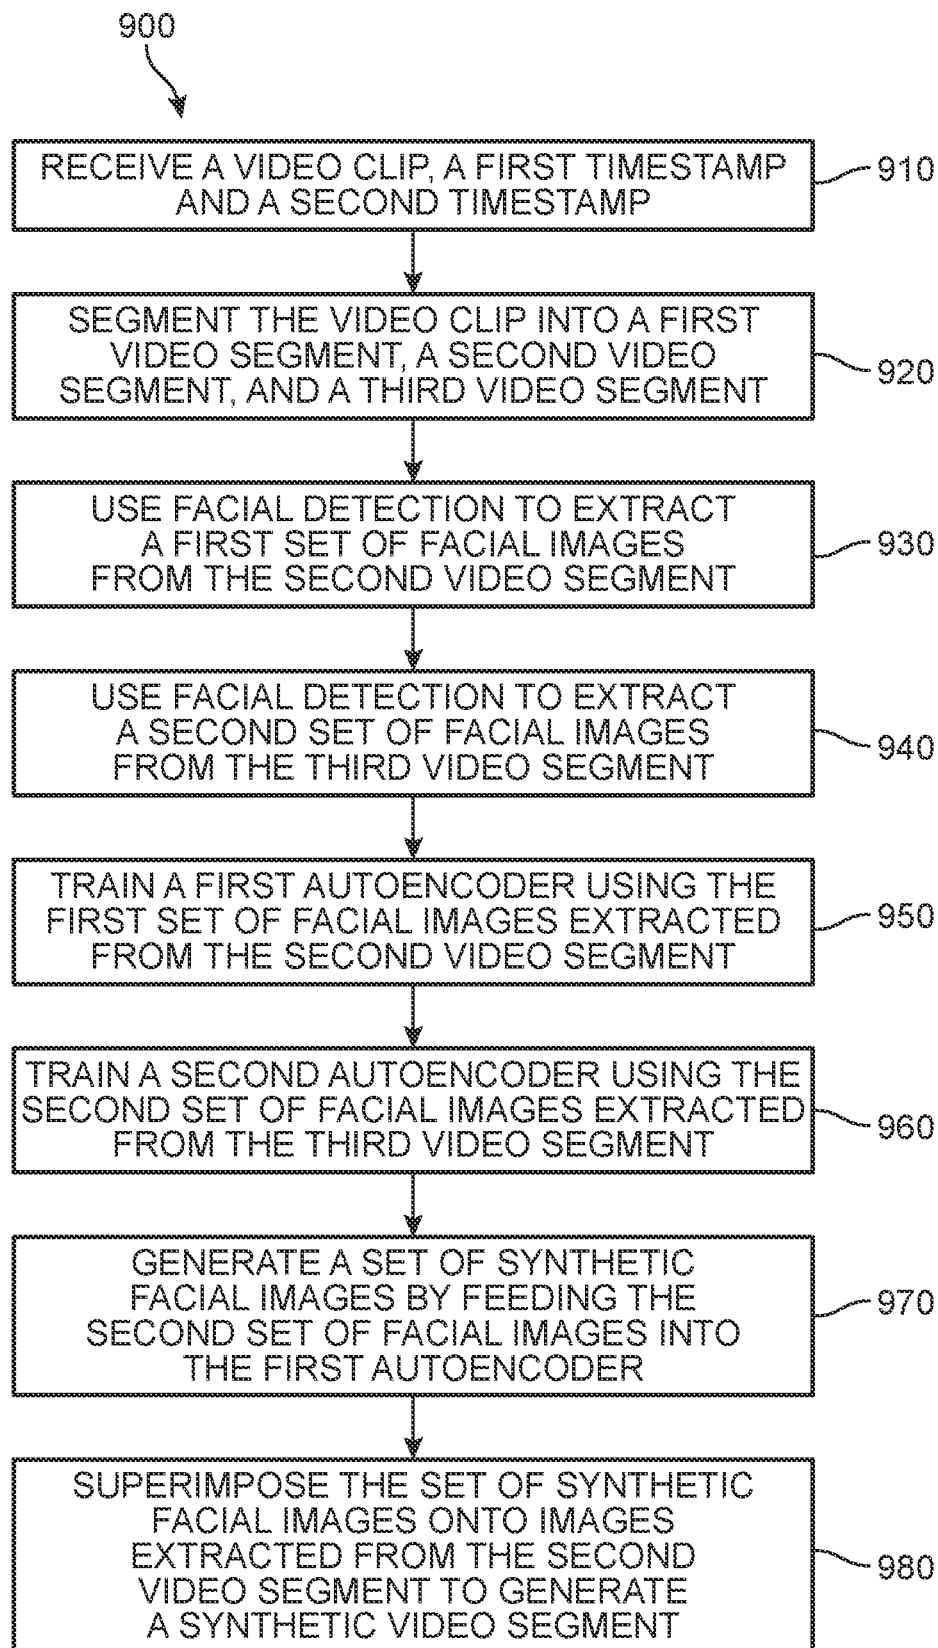 900
RECEIVE A VIDEO CLIP, A FIRST TIMESTAMP
AND A SECOND TIMESTAMP
910
SEGMENT THE VIDEO CLIP INTO A FIRST
VIDEO SEGMENT, A SECOND VIDEO
SEGMENT, AND A THIRD VIDEO SEGMENT
920
USE FACIAL DETECTION TO EXTRACT
A FIRST SET OF FACIAL IMAGES
FROM THE SECOND VIDEO SEGMENT
930
USE FACIAL DETECTION TO EXTRACT
A SECOND SET OF FACIAL IMAGES
FROM THE THIRD VIDEO SEGMENT
940
TRAIN A FIRST AUTOENCODER USING THE
FIRST SET OF FACIAL IMAGES EXTRACTED
FROM THE SECOND VIDEO SEGMENT
950
TRAIN A SECOND AUTOENCODER USING THE
SECOND SET OF FACIAL IMAGES EXTRACTED
FROM THE THIRD VIDEO SEGMENT
960
GENERATE A SET OF SYNTHETIC
FACIAL IMAGES BY FEEDING THE
SECOND SET OF FACIAL IMAGES INTO
THE FIRST AUTOENCODER
970
SUPERIMPOSE THE SET OF SYNTHETIC
FACIAL IMAGES ONTO IMAGES
EXTRACTED FROM THE SECOND
VIDEO SEGMENT TO GENERATE
A SYNTHETIC VIDEO SEGMENT
980